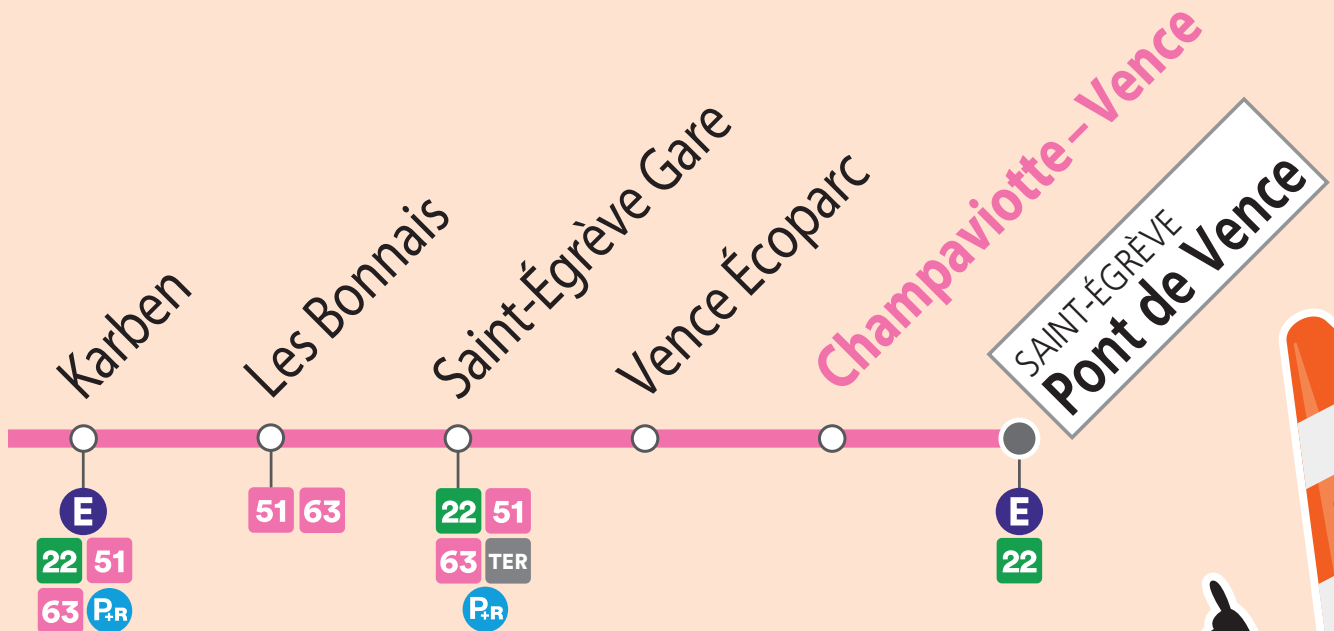 Karben
Les Bonnais
Saint-Égrève Gare
Vence Écoparc
Champaviotte – Vence
SAINT-ÉGRÈVE
Pont de Vence
E
22 51
63 P+R
51 63
22 51
63 TER
P+R
E
22